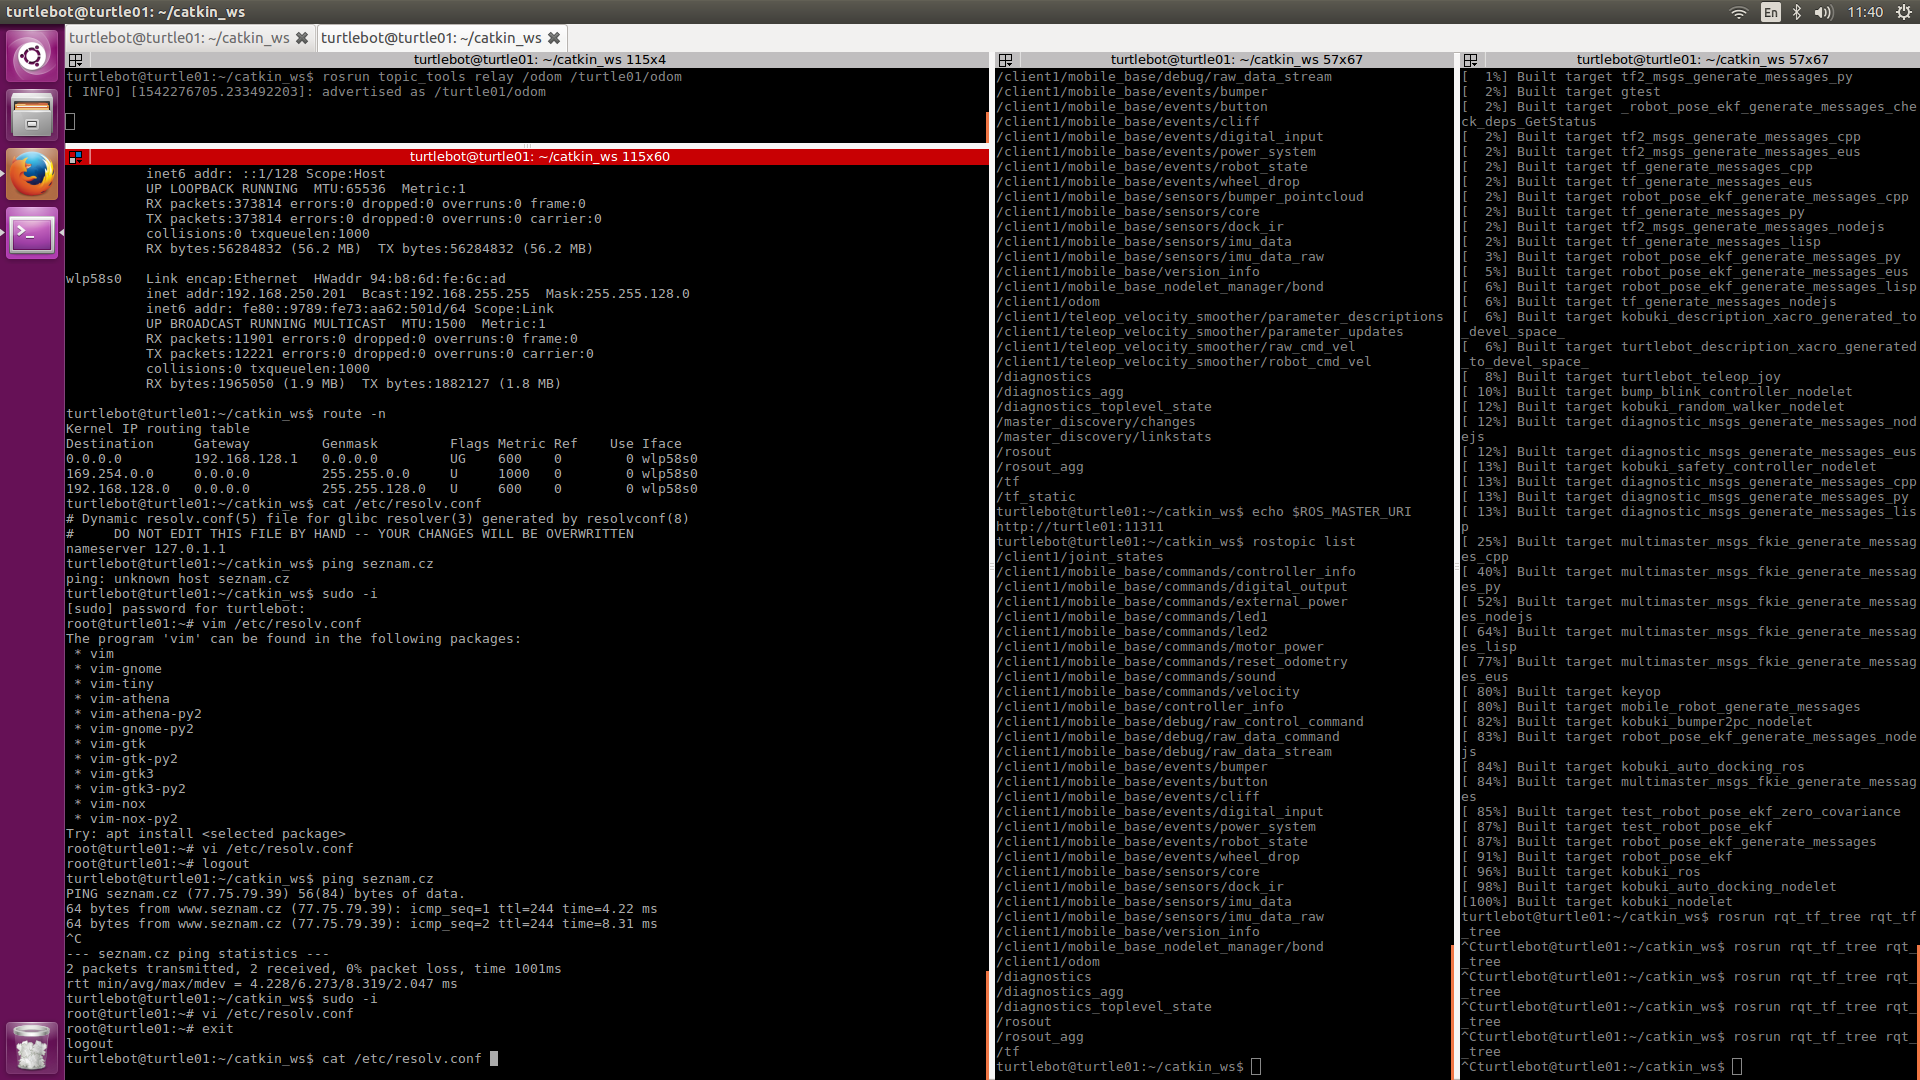 turtlebot@turtle01: ~/catkin_ws
En
11:40
turtlebot@turtle01: ~/catkin_ws
turtlebot@turtle01: ~/catkin_ws
turtlebot@turtle01: ~/catkin_ws 115x4
turtlebot@turtle01:~/catkin_ws$ rosrun topic_tools relay /odom /turtle01/odom
[ INFO] [1542276705.233492203]: advertised as /turtle01/odom
turtlebot@turtle01: ~/catkin_ws 115x60
inet6 addr: ::1/128 Scope:Host
UP LOOPBACK RUNNING  MTU:65536  Metric:1
RX packets:373814 errors:0 dropped:0 overruns:0 frame:0
TX packets:373814 errors:0 dropped:0 overruns:0 carrier:0
collisions:0 txqueuelen:1000
RX bytes:56284832 (56.2 MB)  TX bytes:56284832 (56.2 MB)
wlp58s0   Link encap:Ethernet  HWaddr 94:b8:6d:fe:6c:ad
inet addr:192.168.250.201  Bcast:192.168.255.255  Mask:255.255.128.0
inet6 addr: fe80::9789:fe73:aa62:501d/64 Scope:Link
UP BROADCAST RUNNING MULTICAST  MTU:1500  Metric:1
RX packets:11901 errors:0 dropped:0 overruns:0 frame:0
TX packets:12221 errors:0 dropped:0 overruns:0 carrier:0
collisions:0 txqueuelen:1000
RX bytes:1965050 (1.9 MB)  TX bytes:1882127 (1.8 MB)
turtlebot@turtle01:~/catkin_ws$ route -n
Kernel IP routing table
Destination     Gateway         Genmask         Flags Metric Ref    Use Iface
0.0.0.0         192.168.128.1   0.0.0.0         UG    600    0        0 wlp58s0
169.254.0.0     0.0.0.0         255.255.0.0     U     1000   0        0 wlp58s0
192.168.128.0   0.0.0.0         255.255.128.0   U     600    0        0 wlp58s0
turtlebot@turtle01:~/catkin_ws$ cat /etc/resolv.conf
# Dynamic resolv.conf(5) file for glibc resolver(3) generated by resolvconf(8)
#     DO NOT EDIT THIS FILE BY HAND -- YOUR CHANGES WILL BE OVERWRITTEN
nameserver 127.0.1.1
turtlebot@turtle01:~/catkin_ws$ ping seznam.cz
ping: unknown host seznam.cz
turtlebot@turtle01:~/catkin_ws$ sudo -i
[sudo] password for turtlebot:
root@turtle01:~# vim /etc/resolv.conf
The program 'vim' can be found in the following packages:
* vim
* vim-gnome
* vim-tiny
* vim-athena
* vim-athena-py2
* vim-gnome-py2
* vim-gtk
* vim-gtk-py2
* vim-gtk3
* vim-gtk3-py2
* vim-nox
* vim-nox-py2
Try: apt install <selected package>
root@turtle01:~# vi /etc/resolv.conf
root@turtle01:~# logout
turtlebot@turtle01:~/catkin_ws$ ping seznam.cz
PING seznam.cz (77.75.79.39) 56(84) bytes of data.
64 bytes from www.seznam.cz (77.75.79.39): icmp_seq=1 ttl=244 time=4.22 ms
64 bytes from www.seznam.cz (77.75.79.39): icmp_seq=2 ttl=244 time=8.31 ms
^C
--- seznam.cz ping statistics ---
2 packets transmitted, 2 received, 0% packet loss, time 1001ms
rtt min/avg/max/mdev = 4.228/6.273/8.319/2.047 ms
turtlebot@turtle01:~/catkin_ws$ sudo -i
root@turtle01:~# vi /etc/resolv.conf
root@turtle01:~# exit
logout
turtlebot@turtle01:~/catkin_ws$ cat /etc/resolv.conf
turtlebot@turtle01: ~/catkin_ws 57x67
/client1/mobile_base/debug/raw_data_stream
/client1/mobile_base/events/bumper
/client1/mobile_base/events/button
/client1/mobile_base/events/cliff
/client1/mobile_base/events/digital_input
/client1/mobile_base/events/power_system
/client1/mobile_base/events/robot_state
/client1/mobile_base/events/wheel_drop
/client1/mobile_base/sensors/bumper_pointcloud
/client1/mobile_base/sensors/core
/client1/mobile_base/sensors/dock_ir
/client1/mobile_base/sensors/imu_data
/client1/mobile_base/sensors/imu_data_raw
/client1/mobile_base/version_info
/client1/mobile_base_nodelet_manager/bond
/client1/odom
/client1/teleop_velocity_smoother/parameter_descriptions
/client1/teleop_velocity_smoother/parameter_updates
/client1/teleop_velocity_smoother/raw_cmd_vel
/client1/teleop_velocity_smoother/robot_cmd_vel
/diagnostics
/diagnostics_agg
/diagnostics_toplevel_state
/master_discovery/changes
/master_discovery/linkstats
/rosout
/rosout_agg
/tf
/tf_static
turtlebot@turtle01:~/catkin_ws$ echo $ROS_MASTER_URI
http://turtle01:11311
turtlebot@turtle01:~/catkin_ws$ rostopic list
/client1/joint_states
/client1/mobile_base/commands/controller_info
/client1/mobile_base/commands/digital_output
/client1/mobile_base/commands/external_power
/client1/mobile_base/commands/led1
/client1/mobile_base/commands/led2
/client1/mobile_base/commands/motor_power
/client1/mobile_base/commands/reset_odometry
/client1/mobile_base/commands/sound
/client1/mobile_base/commands/velocity
/client1/mobile_base/controller_info
/client1/mobile_base/debug/raw_control_command
/client1/mobile_base/debug/raw_data_command
/client1/mobile_base/debug/raw_data_stream
/client1/mobile_base/events/bumper
/client1/mobile_base/events/button
/client1/mobile_base/events/cliff
/client1/mobile_base/events/digital_input
/client1/mobile_base/events/power_system
/client1/mobile_base/events/robot_state
/client1/mobile_base/events/wheel_drop
/client1/mobile_base/sensors/core
/client1/mobile_base/sensors/dock_ir
/client1/mobile_base/sensors/imu_data
/client1/mobile_base/sensors/imu_data_raw
/client1/mobile_base/version_info
/client1/mobile_base_nodelet_manager/bond
/client1/odom
/diagnostics
/diagnostics_agg
/diagnostics_toplevel_state
/rosout
/rosout_agg
/tf
turtlebot@turtle01:~/catkin_ws$
turtlebot@turtle01: ~/catkin_ws 57x67
[  1%] Built target tf2_msgs_generate_messages_py
[  2%] Built target gtest
[  2%] Built target _robot_pose_ekf_generate_messages_che
ck_deps_GetStatus
[  2%] Built target tf2_msgs_generate_messages_cpp
[  2%] Built target tf2_msgs_generate_messages_eus
[  2%] Built target tf_generate_messages_cpp
[  2%] Built target tf_generate_messages_eus
[  2%] Built target robot_pose_ekf_generate_messages_cpp
[  2%] Built target tf_generate_messages_py
[  2%] Built target tf2_msgs_generate_messages_nodejs
[  2%] Built target tf_generate_messages_lisp
[  3%] Built target robot_pose_ekf_generate_messages_py
[  5%] Built target robot_pose_ekf_generate_messages_eus
[  6%] Built target robot_pose_ekf_generate_messages_lisp
[  6%] Built target tf_generate_messages_nodejs
[  6%] Built target kobuki_description_xacro_generated_to
_devel_space_
[  6%] Built target turtlebot_description_xacro_generated
_to_devel_space_
[  8%] Built target turtlebot_teleop_joy
[ 10%] Built target bump_blink_controller_nodelet
[ 12%] Built target kobuki_random_walker_nodelet
[ 12%] Built target diagnostic_msgs_generate_messages_nod
ejs
[ 12%] Built target diagnostic_msgs_generate_messages_eus
[ 13%] Built target kobuki_safety_controller_nodelet
[ 13%] Built target diagnostic_msgs_generate_messages_cpp
[ 13%] Built target diagnostic_msgs_generate_messages_py
[ 13%] Built target diagnostic_msgs_generate_messages_lis
p
[ 25%] Built target multimaster_msgs_fkie_generate_messag
es_cpp
[ 40%] Built target multimaster_msgs_fkie_generate_messag
es_py
[ 52%] Built target multimaster_msgs_fkie_generate_messag
es_nodejs
[ 64%] Built target multimaster_msgs_fkie_generate_messag
es_lisp
[ 77%] Built target multimaster_msgs_fkie_generate_messag
es_eus
[ 80%] Built target keyop
[ 80%] Built target mobile_robot_generate_messages
[ 82%] Built target kobuki_bumper2pc_nodelet
[ 83%] Built target robot_pose_ekf_generate_messages_node
js
[ 84%] Built target kobuki_auto_docking_ros
[ 84%] Built target multimaster_msgs_fkie_generate_messag
es
[ 85%] Built target test_robot_pose_ekf_zero_covariance
[ 87%] Built target test_robot_pose_ekf
[ 87%] Built target robot_pose_ekf_generate_messages
[ 91%] Built target robot_pose_ekf
[ 96%] Built target kobuki_ros
[ 98%] Built target kobuki_auto_docking_nodelet
[100%] Built target kobuki_nodelet
turtlebot@turtle01:~/catkin_ws$ rosrun rqt_tf_tree rqt_tf
_tree
^Cturtlebot@turtle01:~/catkin_ws$ rosrun rqt_tf_tree rqt_
_tree
^Cturtlebot@turtle01:~/catkin_ws$ rosrun rqt_tf_tree rqt_
_tree
^Cturtlebot@turtle01:~/catkin_ws$ rosrun rqt_tf_tree rqt_
_tree
^Cturtlebot@turtle01:~/catkin_ws$ rosrun rqt_tf_tree rqt_
_tree
^Cturtlebot@turtle01:~/catkin_ws$